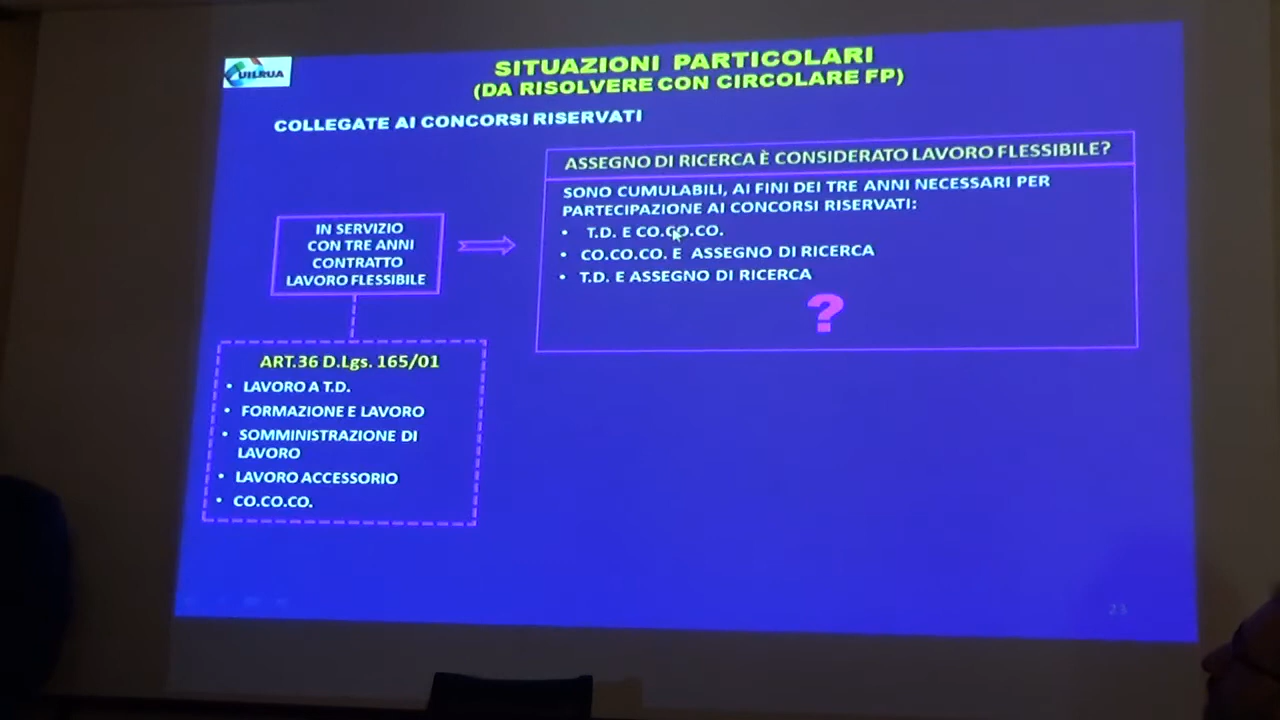 UILRUA
SITUAZIONI PARTICOLARI
(DA RISOLVERE CON CIRCOLARE FP)
COLLEGATE AI CONCORSI RISERVATI
IN SERVIZIO
CON TRE ANNI
CONTRATTO
LAVORO FLESSIBILE
ASSEGNO DI RICERCA È CONSIDERATO LAVORO FLESSIBILE?
SONO CUMULABILI, AI FINI DEI TRE ANNI NECESSARI PER
PARTECIPAZIONE AI CONCORSI RISERVATI:
• T.D. E CO.CO.CO.
• CO.CO.CO. E ASSEGNO DI RICERCA
• T.D. E ASSEGNO DI RICERCA
?
ART.36 D.Lgs. 165/01
• LAVORO A T.D.
• FORMAZIONE E LAVORO
• SOMMINISTRAZIONE DI
LAVORO
• LAVORO ACCESSORIO
• CO.CO.CO.
23